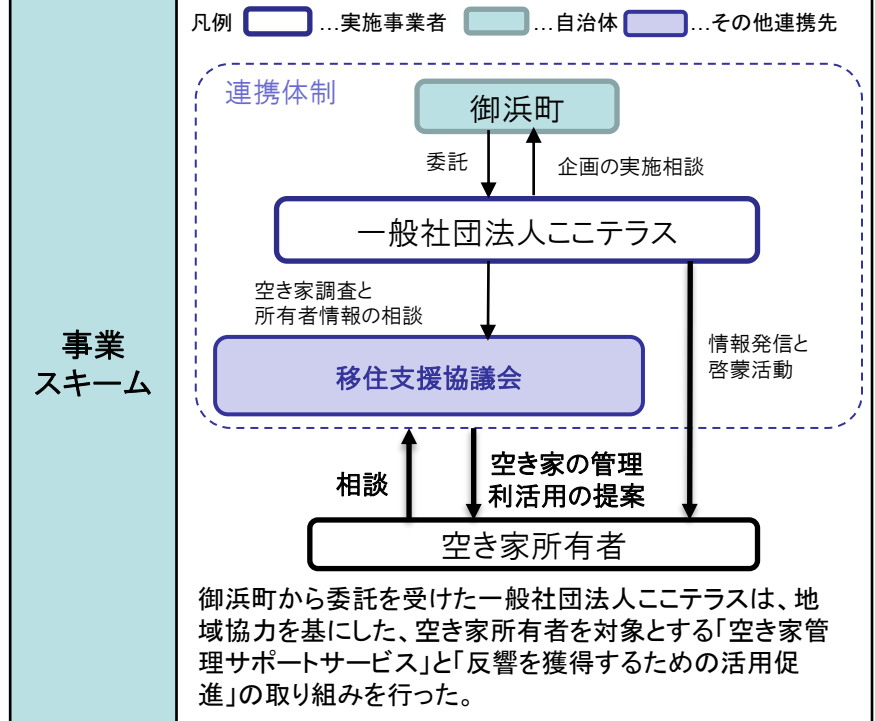 凡例 …実施事業者 …自治体 …その他連携先
連携体制
御浜町
委託
企画の実施相談
一般社団法人ここテラス
空き家調査と
所有者情報の相談
情報発信と
啓蒙活動
事業
スキーム
移住支援協議会
相談
空き家の管理
利活用の提案
空き家所有者
御浜町から委託を受けた一般社団法人ここテラスは、地
域協力を基にした、空き家所有者を対象とする「空き家管
理サポートサービス」と「反響を獲得するための活用促
進」の取り組みを行った。